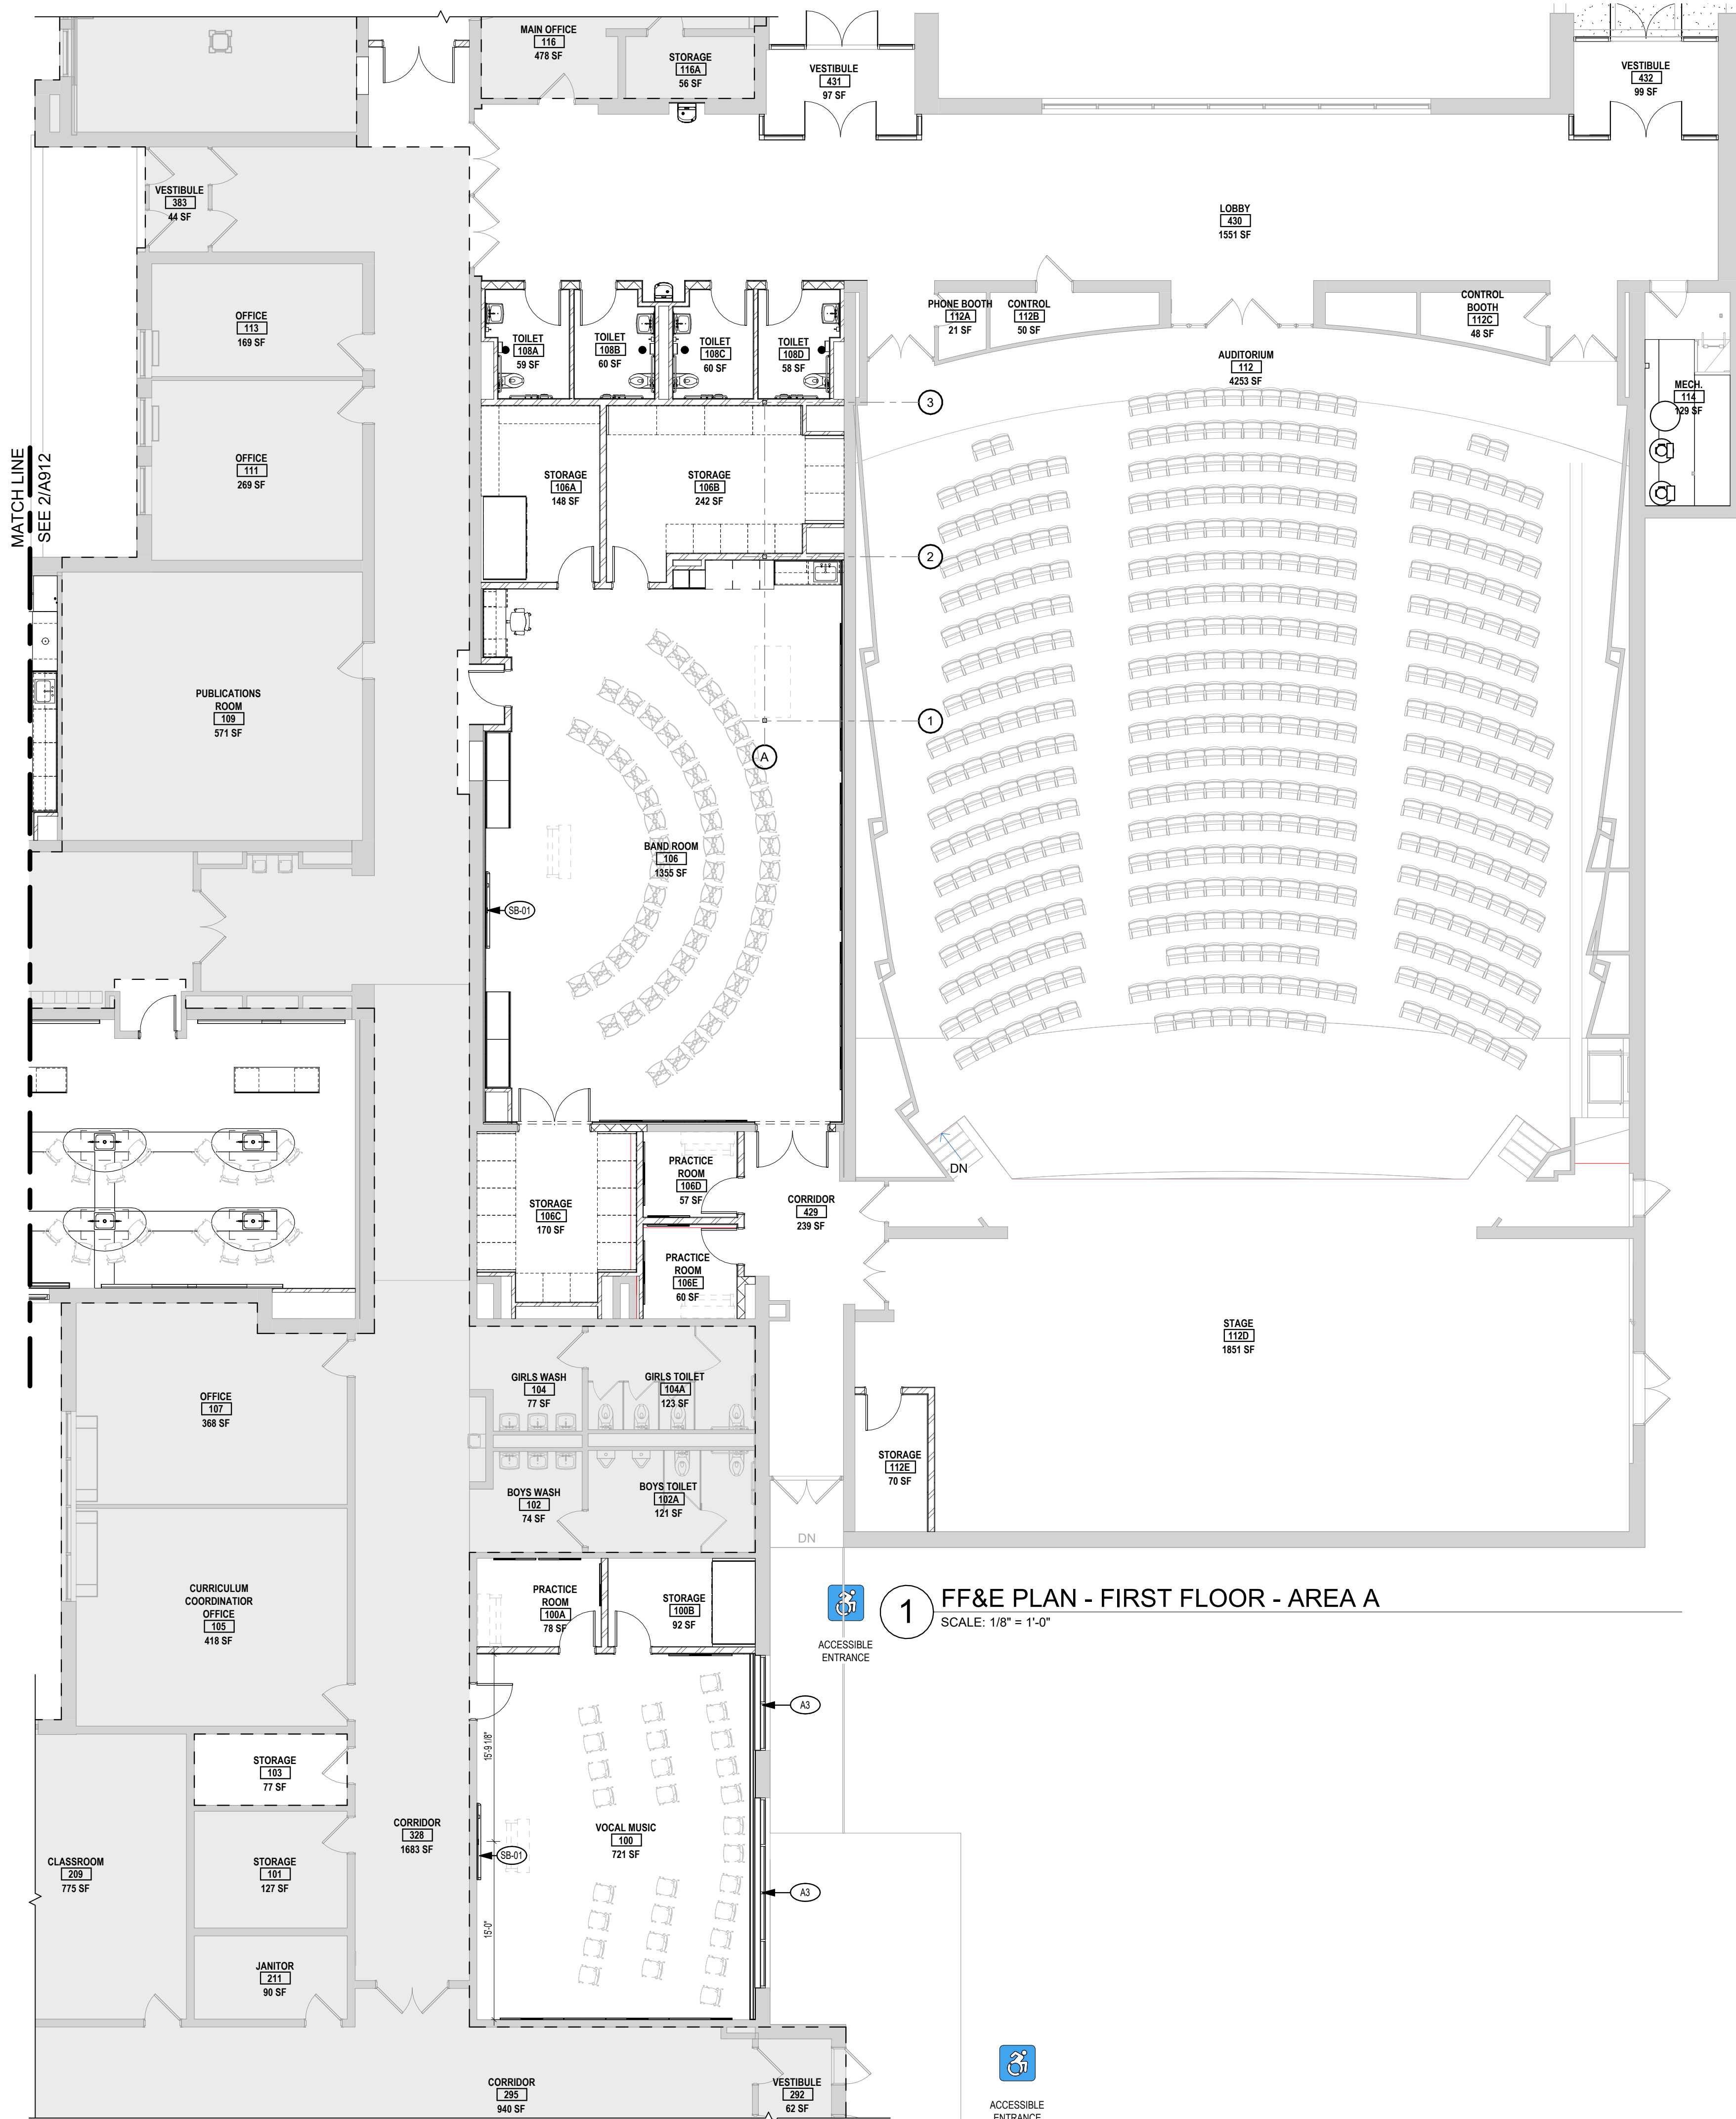 MAIN OFFICE
116
478 SF
STORAGE
116A
56 SF
VESTIBULE
431
97 SF
VESTIBULE
432
99 SF
VESTIBULE
383
44 SF
LOBBY
430
1551 SF
OFFICE
113
169 SF
TOILET
108A
59 SF
TOILET
108B
60 SF
TOILET
108C
60 SF
TOILET
108D
58 SF
PHONE BOOTH
112A
21 SF
CONTROL
112B
50 SF
CONTROL
BOOTH
112C
48 SF
AUDITORIUM
112
4253 SF
MECH.
114
129 SF
3
MATCH LINE
SEE 2/A912
OFFICE
111
269 SF
STORAGE
106A
148 SF
STORAGE
106B
242 SF
2
PUBLICATIONS
ROOM
109
571 SF
1
A
BAND ROOM
106
1355 SF
SB-01
PRACTICE
ROOM
106D
57 SF
DN
STORAGE
106C
170 SF
CORRIDOR
429
239 SF
PRACTICE
ROOM
106E
60 SF
STAGE
112D
1851 SF
OFFICE
107
368 SF
GIRLS WASH
104
77 SF
GIRLS TOILET
104A
123 SF
STORAGE
112E
70 SF
BOYS WASH
102
74 SF
BOYS TOILET
102A
121 SF
DN
CURRICULUM
COORDINATIOR
OFFICE
105
418 SF
PRACTICE
ROOM
100A
78 SF
STORAGE
100B
92 SF
ACCESSIBLE
ENTRANCE
1
FF&E PLAN - FIRST FLOOR - AREA A
SCALE: 1/8" = 1'-0"
A3
15'-9 1/8"
STORAGE
103
77 SF
CORRIDOR
328
1683 SF
VOCAL MUSIC
100
721 SF
SB-01
CLASSROOM
209
775 SF
STORAGE
101
127 SF
A3
15'-0"
JANITOR
211
90 SF
CORRIDOR
295
940 SF
VESTIBULE
292
62 SF
ACCESSIBLE
ENTRANCE